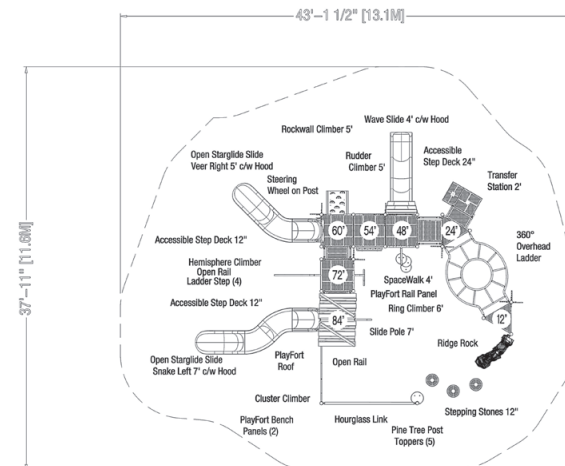 43'-1 1/2" [13.1M]
37'-11" [11.6M]
Wave Slide 4' c/w Hood
Rockwall Climber 5'
Open Starglide Slide
Veer Right 5' c/w Hood
Rudder
Climber 5'
Accessible
Step Deck 24"
Steering
Wheel on Post
Transfer
Station 2'
60'
54'
48'
24'
Accessible Step Deck 12"
360°
Overhead
Ladder
Hemisphere Climber
Open Rail
Ladder Step (4)
72'
SpaceWalk 4'
PlayFort Rail Panel
Ring Climber 6'
Accessible Step Deck 12"
84'
12'
Slide Pole 7'
Ridge Rock
Open Starglide Slide
Snake Left 7' c/w Hood
PlayFort
Roof
Open Rail
Cluster Climber
Stepping Stones 12"
PlayFort Bench
Panels (2)
Hourglass Link
Pine Tree Post
Toppers (5)